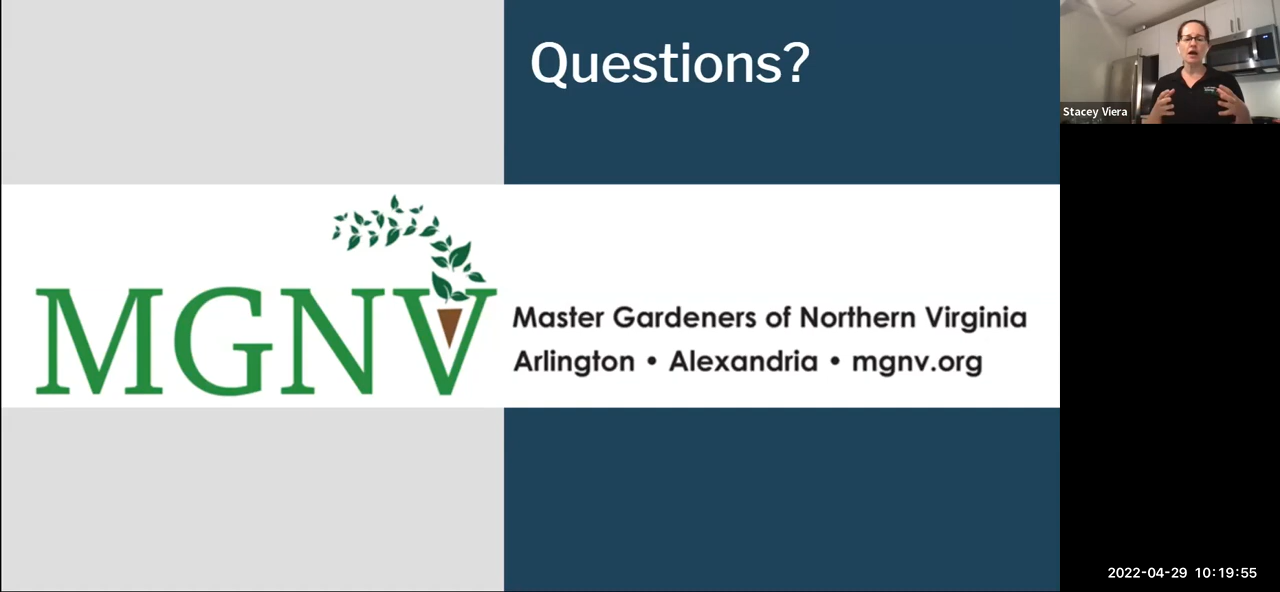 Questions?
Stacey Viera
MGNV
Master Gardeners of Northern Virginia
Arlington • Alexandria • mgnv.org
2022-04-29 10:19:55